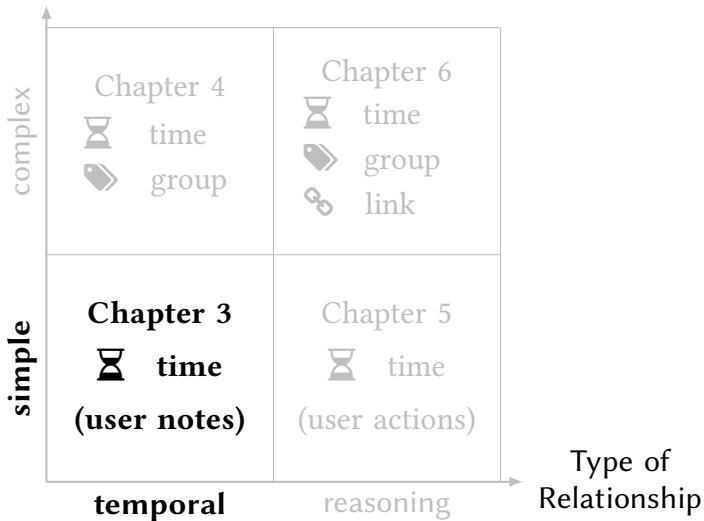 complex
Chapter 4
time
group
Chapter 6
time
group
link
simple
Chapter 3
time
(user notes)
Chapter 5
time
(user actions)
temporal
reasoning
Type of
Relationship